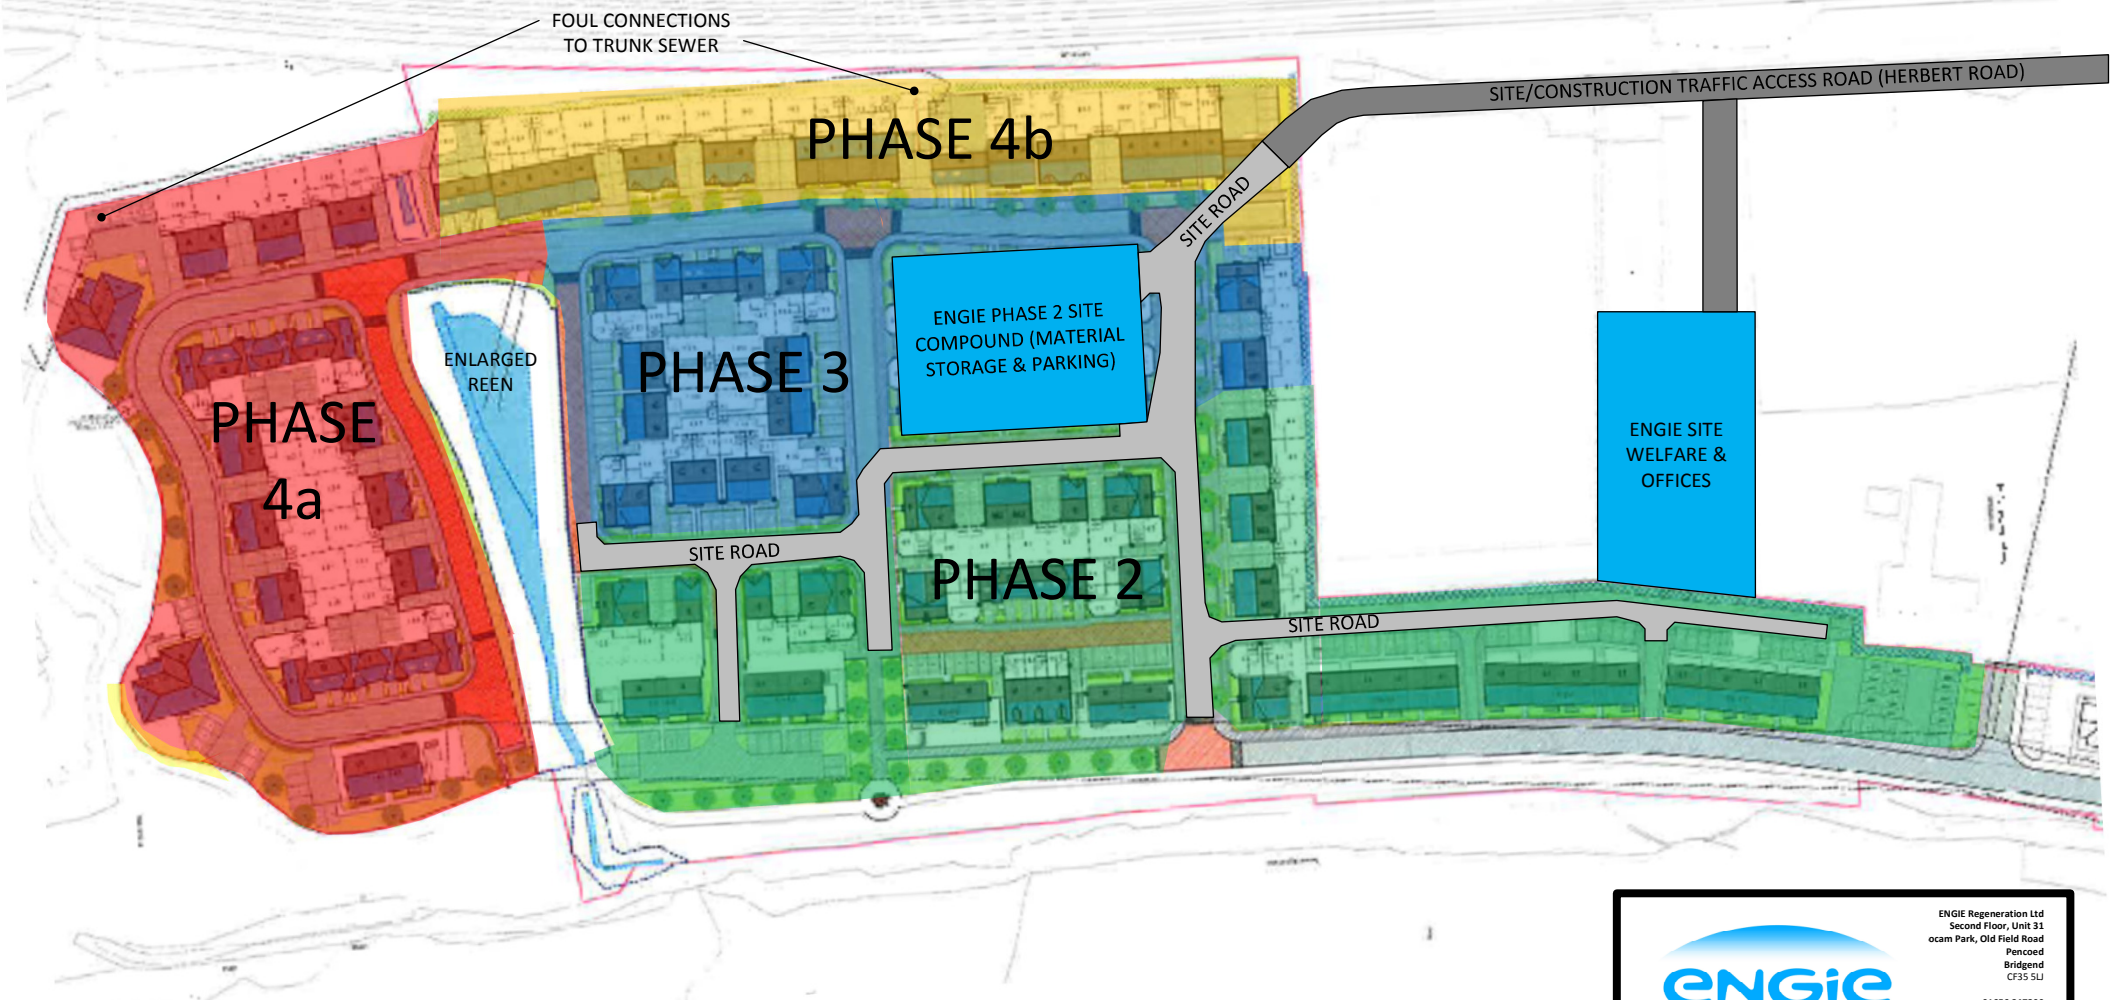 FOUL CONNECTIONS
TO TRUNK SEWER
SITE/CONSTRUCTION TRAFFIC ACCESS ROAD (HERBERT ROAD)
PHASE 4b
SITE ROAD
ENGIE PHASE 2 SITE
COMPOUND (MATERIAL
STORAGE & PARKING)
ENLARGED
REEN
PHASE 3
PHASE
4a
ENGIE SITE
WELFARE &
OFFICES
SITE ROAD
PHASE 2
SITE ROAD
ENGIE Regeneration Ltd
Second Floor, Unit 31
ocam Park, Old Field Road
Pencoed
Bridgend
CF35 5LJ
ENGIE